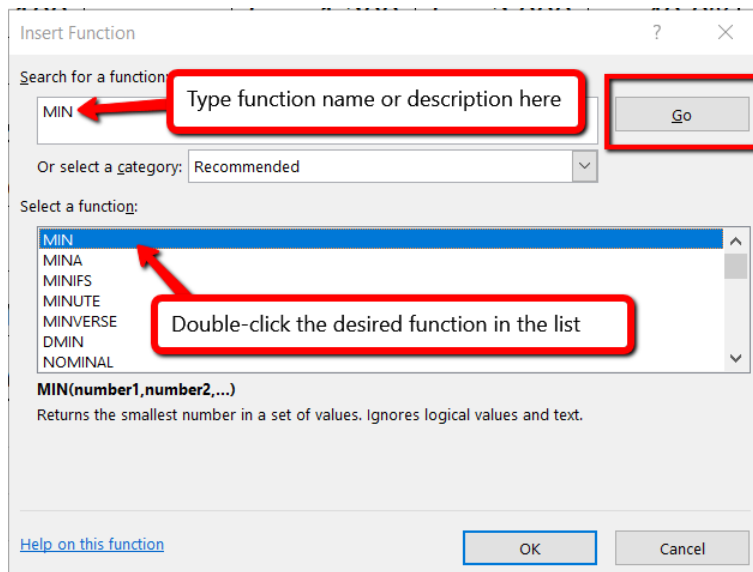 Insert Function
? ×
Search for a function:
MIN
Type function name or description here
Go
Or select a category: Recommended
Select a function:
MIN
MINA
MINIFS
MINUTE
MINVERSE
DMIN
NOMINAL
Double-click the desired function in the list
MIN(number1,number2,...)
Returns the smallest number in a set of values. Ignores logical values and text.
Help on this function
OK
Cancel